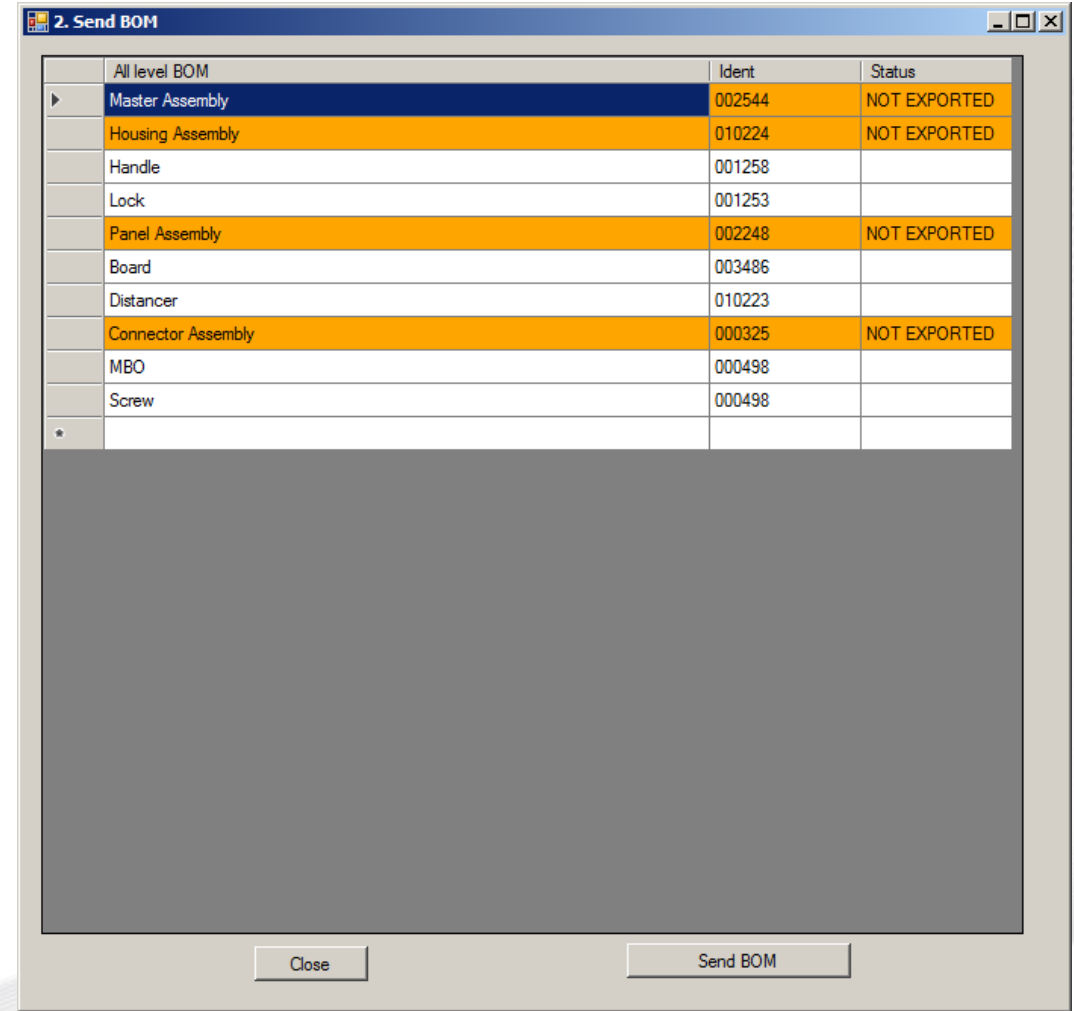 2. Send BOM
All level BOM Ident Status
Master Assembly 002544 NOT EXPORTED
Housing Assembly 010224 NOT EXPORTED
Handle 001258
Lock 001253
Panel Assembly 002248 NOT EXPORTED
Board 003486
Distancer 010223
Connector Assembly 000325 NOT EXPORTED
MBO 000498
Screw 000498
*
Close Send BOM